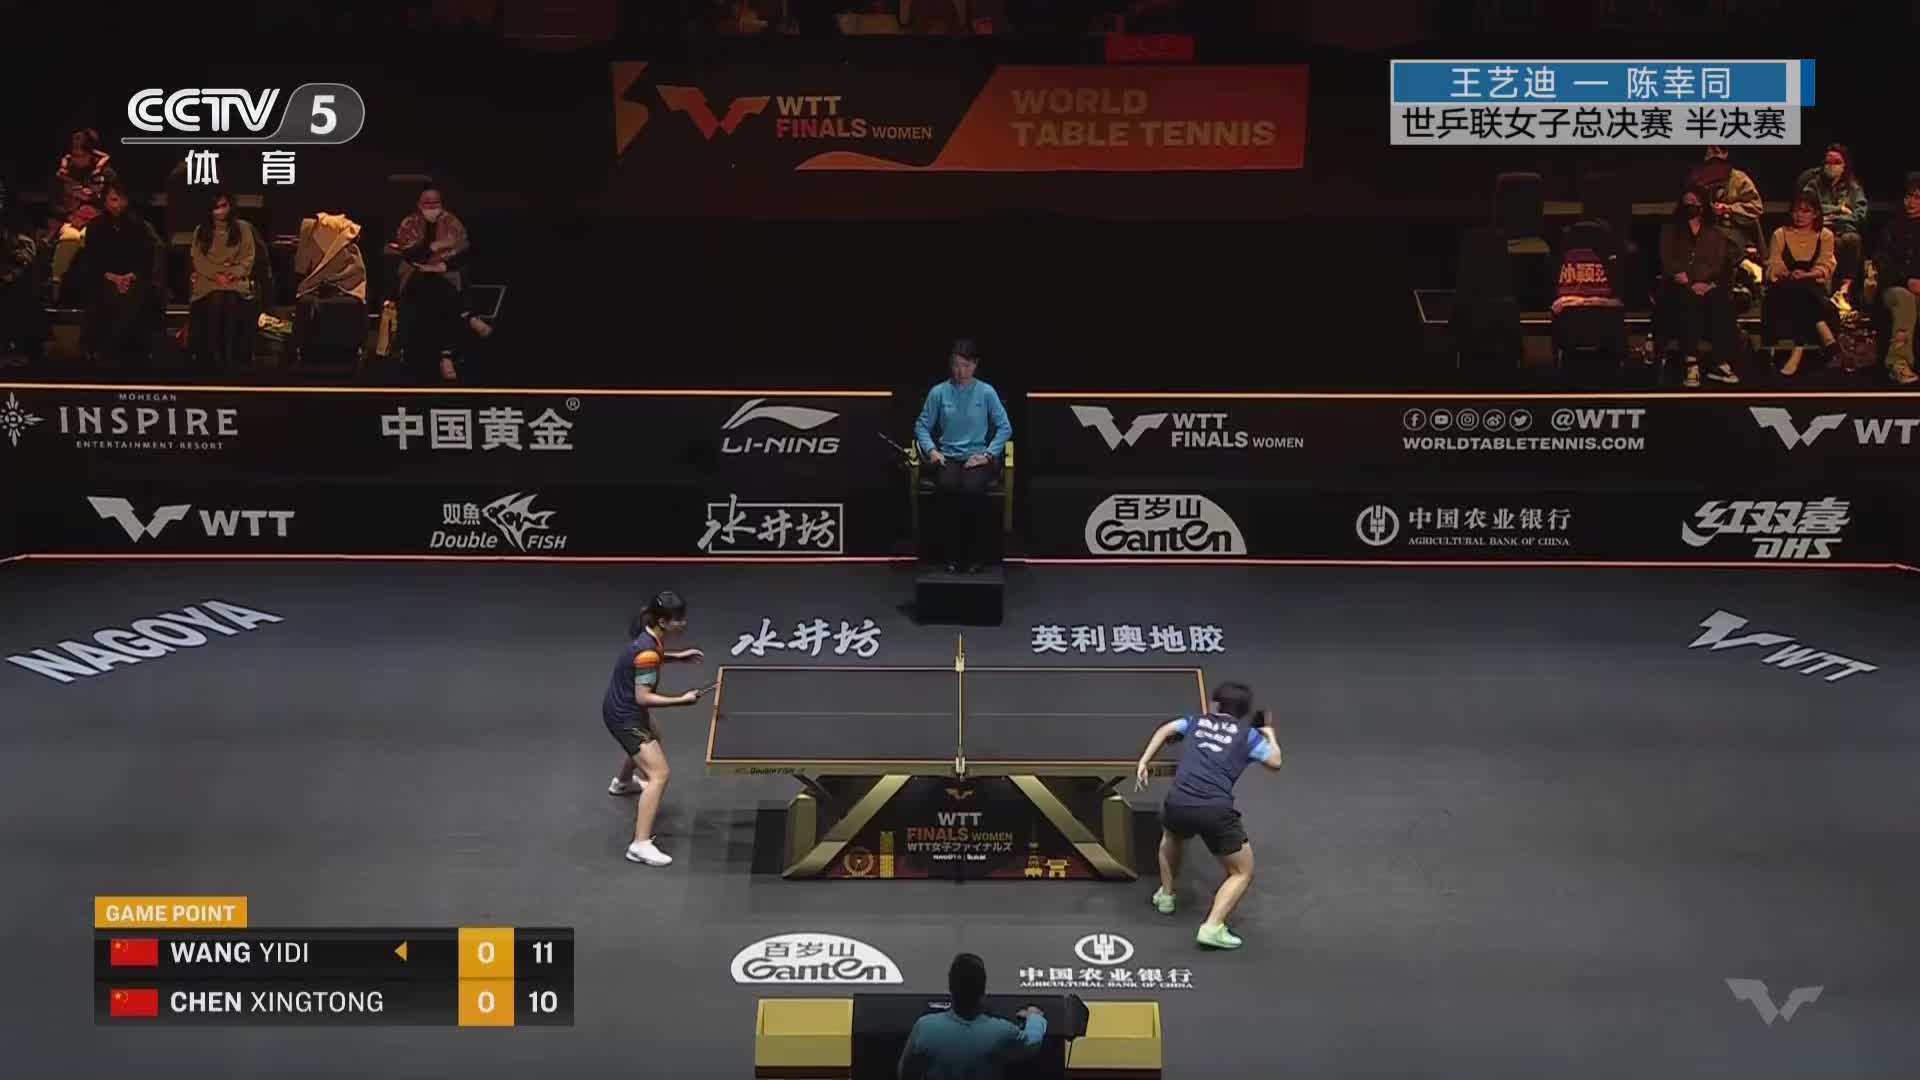 CCTV 5
体育
WTT
FINALS WOMEN
WORLD
TABLE TENNIS
王艺迪 — 陈幸同
世乒联女子总决赛 半决赛
MOHEGAN
INSPIRE
ENTERTAINMENT RESORT
中国黄金®
LI-NING
WTT
FINALS WOMEN
@WTT
WORLDTABLETENNIS.COM
WT
WTT
双魚
Double FISH
水井坊
百岁山
Ganten
中国农业银行
AGRICULTURAL BANK OF CHINA
红双喜
DHS
NAGOYA
水井坊
英利奥地胶
WTT
DOUBLE FISH
WTT
FINALS WOMEN
WTT女子ファイナルズ
GAME POINT
WANG YIDI 0 11
CHEN XINGTONG 0 10
百岁山
Ganten
中国农业银行
AGRICULTURAL BANK OF CHINA